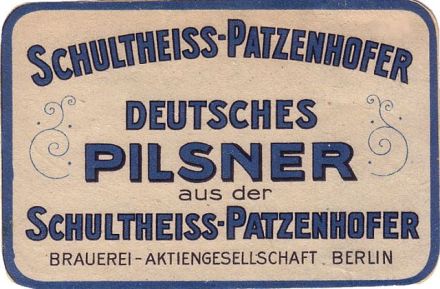 SCHULTHEISS-PATZENHOFER
DEUTSCHES
PILSNER
aus der
SCHULTHEISS-PATZENHOFER
BRAUEREI-AKTIENGESELLSCHAFT BERLIN